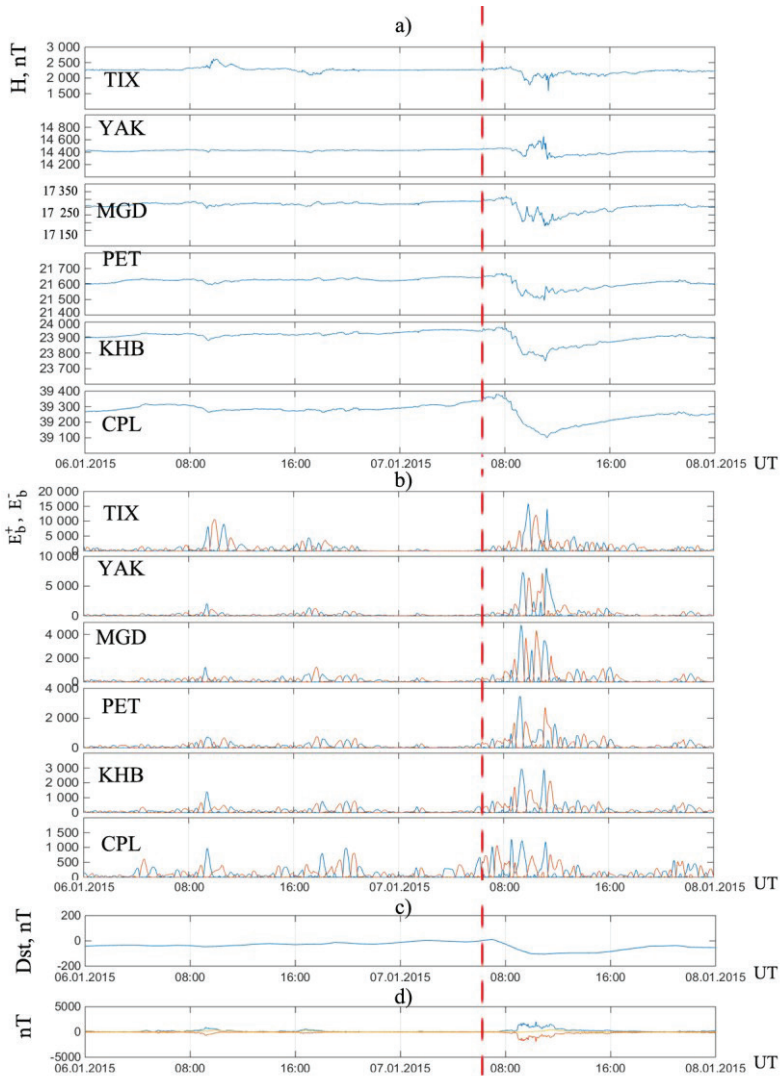 a)
H, nT
3 000
2 500
2 000
1 500
TIX
14 800
14 600
14 400
YAK
17 350
17 250
17 150
MGD
21 700
21 600
21 500
21 400
PET
24 000
23 900
23 800
23 700
KHB
39 400
39 300
39 200
39 100
CPL
06.01.2015 08:00 16:00 07.01.2015 08:00 16:00 08.01.2015 UT
b)
E_b^+, E_b^-
20 000
15 000
10 000
5 000
0
TIX
10 000
5 000
0
YAK
4 000
2 000
0
MGD
4 000
2 000
0
PET
3 000
2 000
1 000
0
KHB
1 500
1 000
500
0
CPL
06.01.2015 08:00 16:00 07.01.2015 08:00 16:00 08.01.2015 UT
c)
Dst, nT
200
0
-200
06.01.2015 08:00 16:00 07.01.2015 08:00 16:00 08.01.2015 UT
d)
nT
5000
0
-5000
06.01.2015 08:00 16:00 07.01.2015 08:00 16:00 08.01.2015 UT